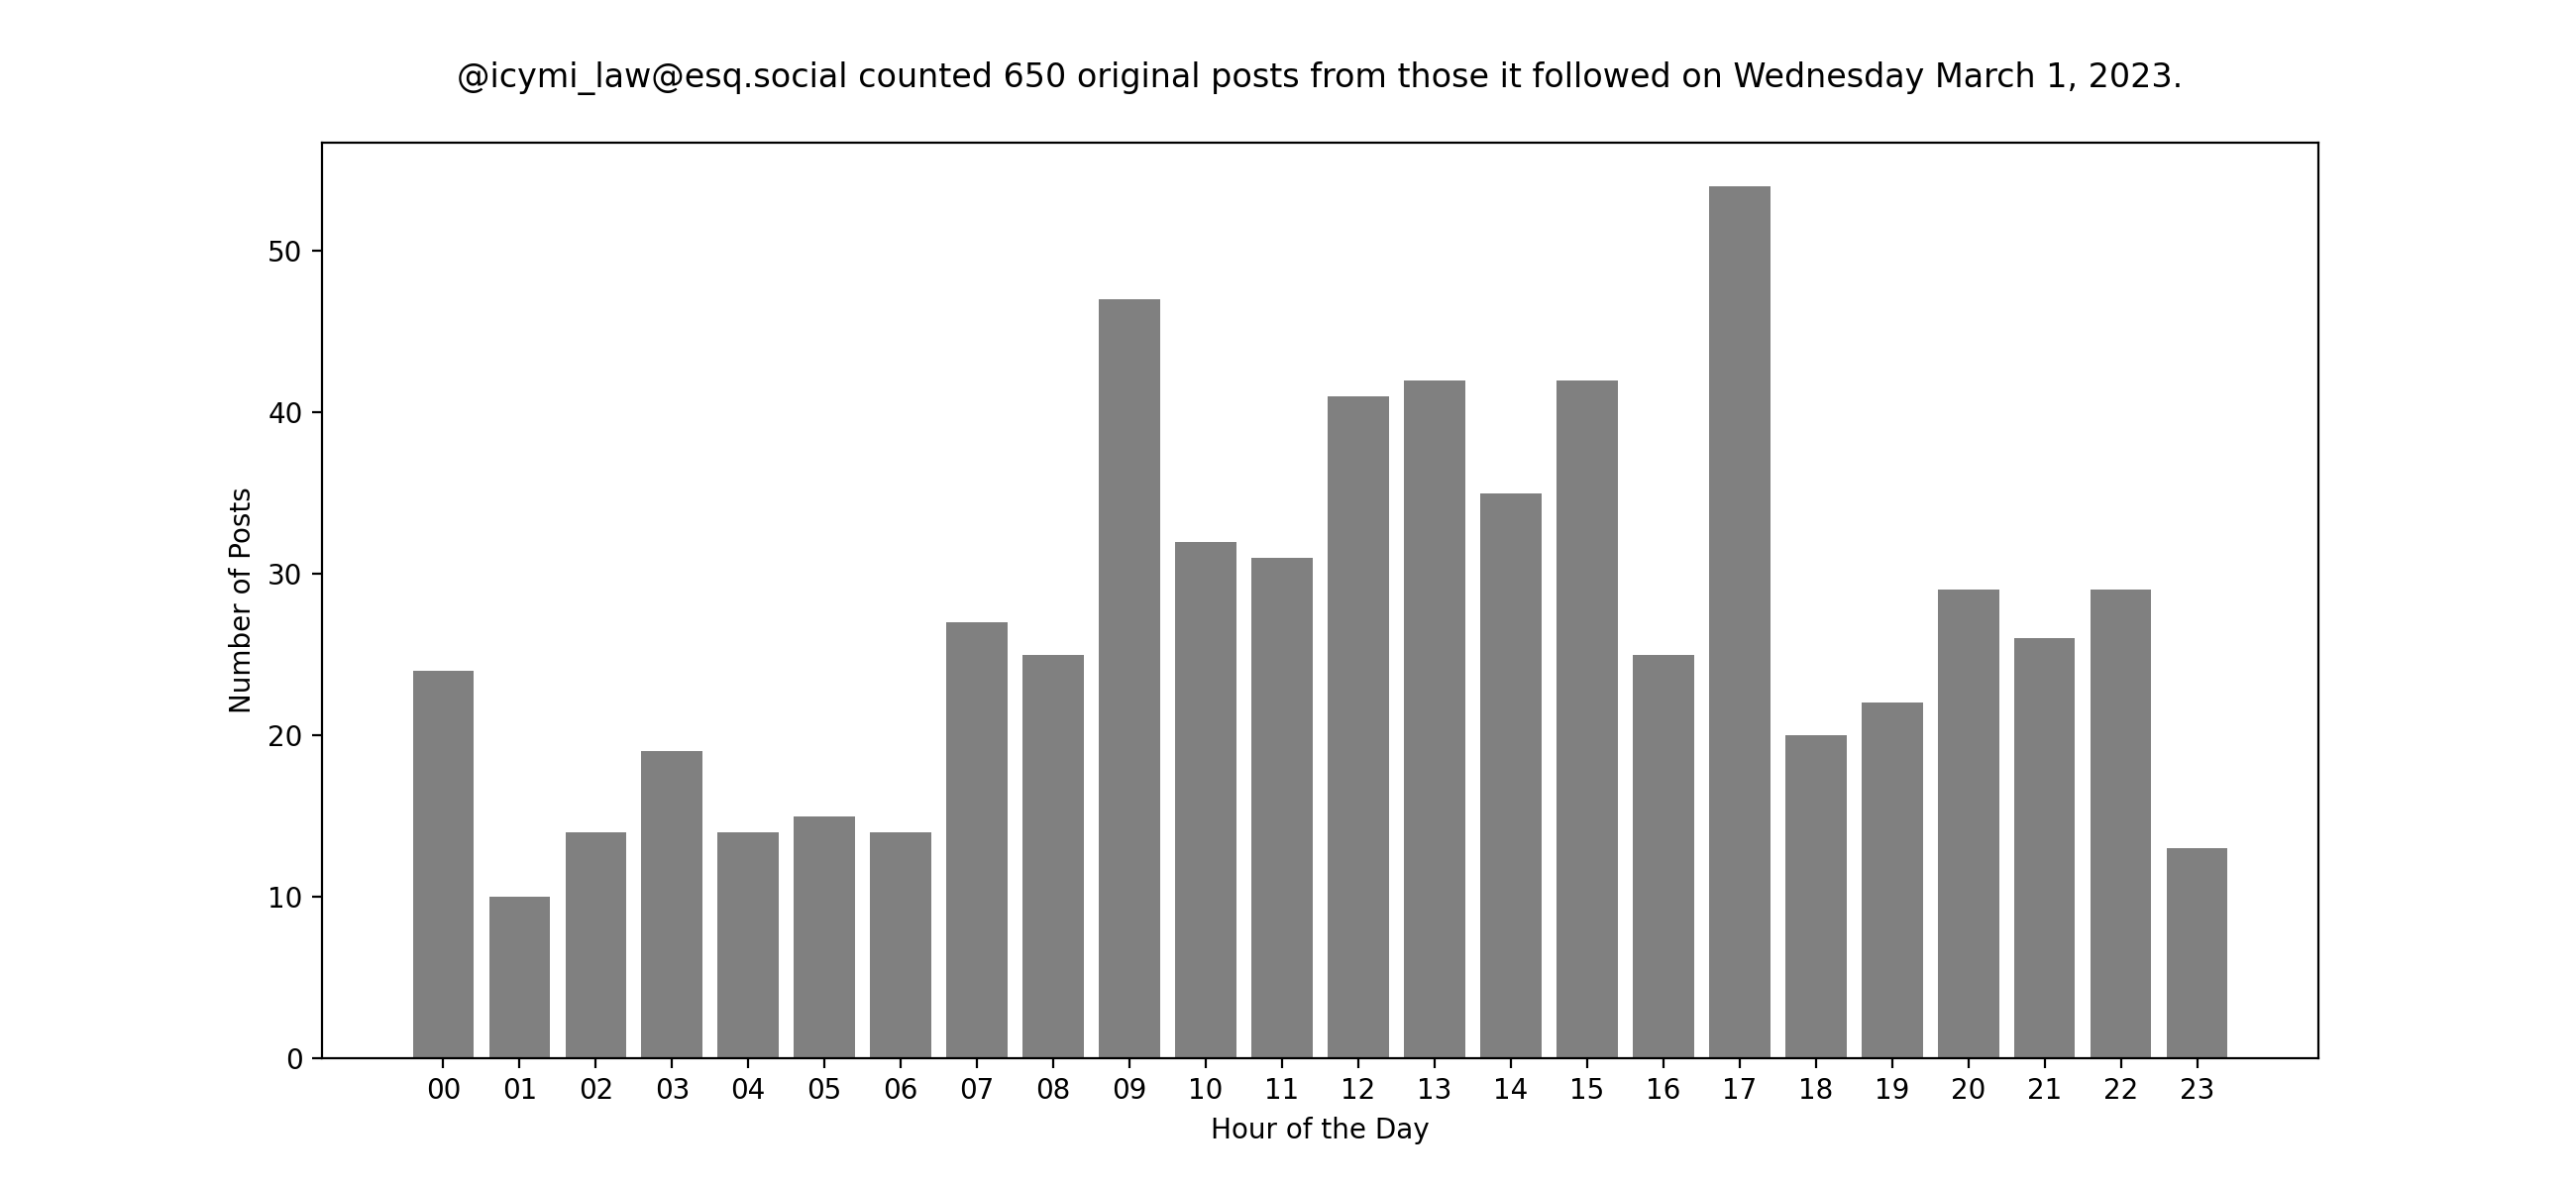 @icymi_law@esq.social counted 650 original posts from those it followed on Wednesday March 1, 2023.
Number of Posts
50
40
30
20
10
0
00 01 02 03 04 05 06 07 08 09 10 11 12 13 14 15 16 17 18 19 20 21 22 23
Hour of the Day